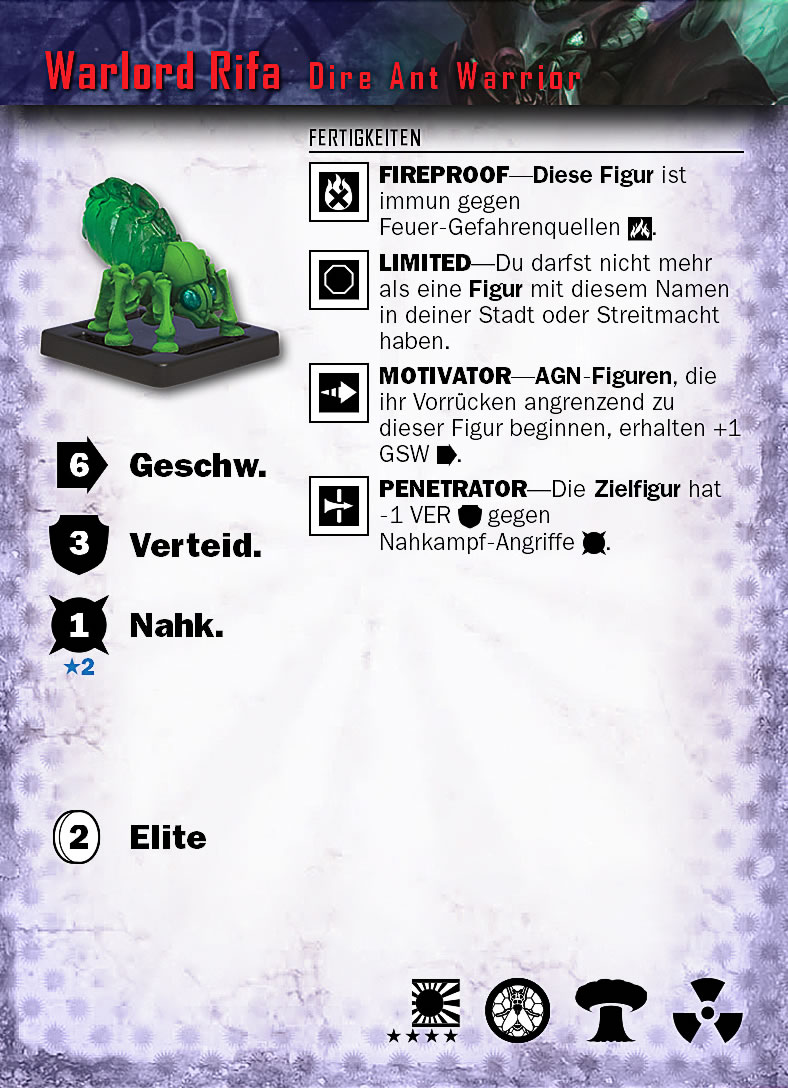 Warlord Rifa Dire Ant Warrior
FERTIGKEITEN
FIREPROOF—Diese Figur ist
immun gegen
Feuer-Gefahrenquellen .
LIMITED—Du darfst nicht mehr
als eine Figur mit diesem Namen
in deiner Stadt oder Streitmacht
haben.
MOTIVATOR—AGN-Figuren, die
ihr Vorrücken angrenzend zu
dieser Figur beginnen, erhalten +1
GSW .
PENETRATOR—Die Zielfigur hat
-1 VER gegen
Nahkampf-Angriffe .
6 Geschw.
3 Verteid.
1 Nahk.
★2
2 Elite